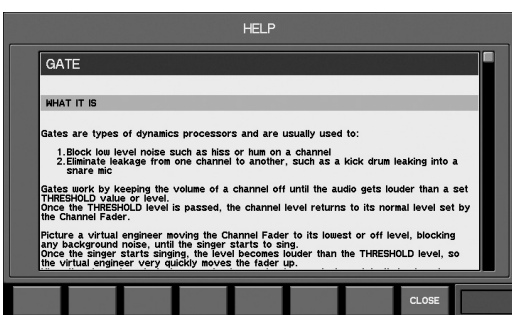 HELP
GATE
WHAT IT IS
Gates are types of dynamics processors and are usually used to:
1.Block low level noise such as hiss or hum on a channel
2.Eliminate leakage from one channel to another, such as a kick drum leaking into a
snare mic
Gates work by keeping the volume of a channel off until the audio gets louder than a set
THRESHOLD value or level.
Once the THRESHOLD level is passed, the channel level returns to its normal level set by
the Channel Fader.
Picture a virtual engineer moving the Channel Fader to its lowest or off level, blocking
any background noise, until the singer starts to sing.
Once the singer starts singing, the level becomes louder than the THRESHOLD level, so
the virtual engineer very quickly moves the fader up.
CLOSE